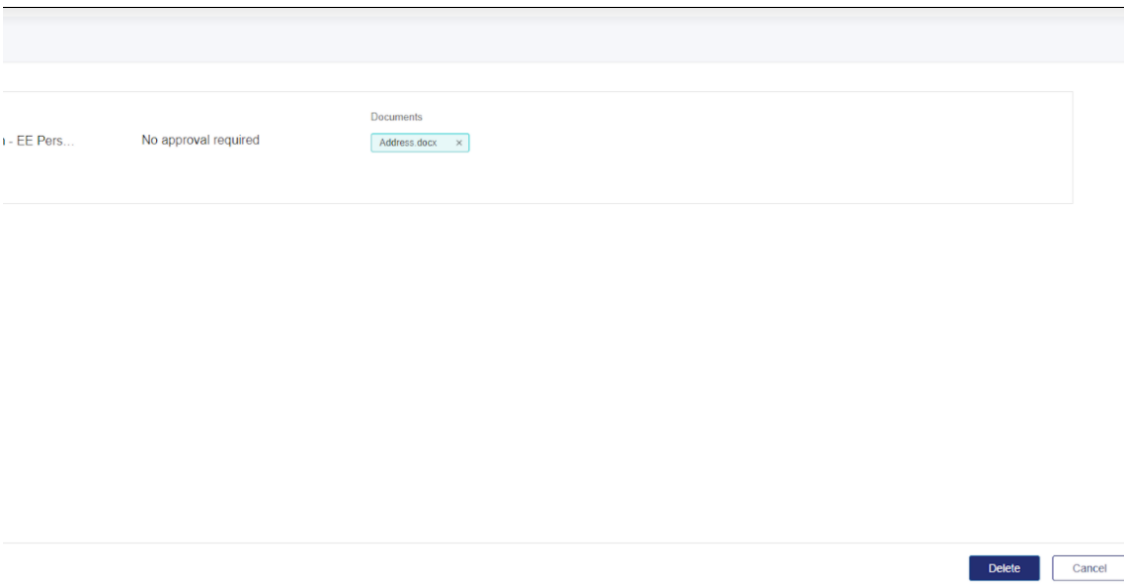 Documents
- EE Pers... No approval required Address.docx ×
Delete Cancel